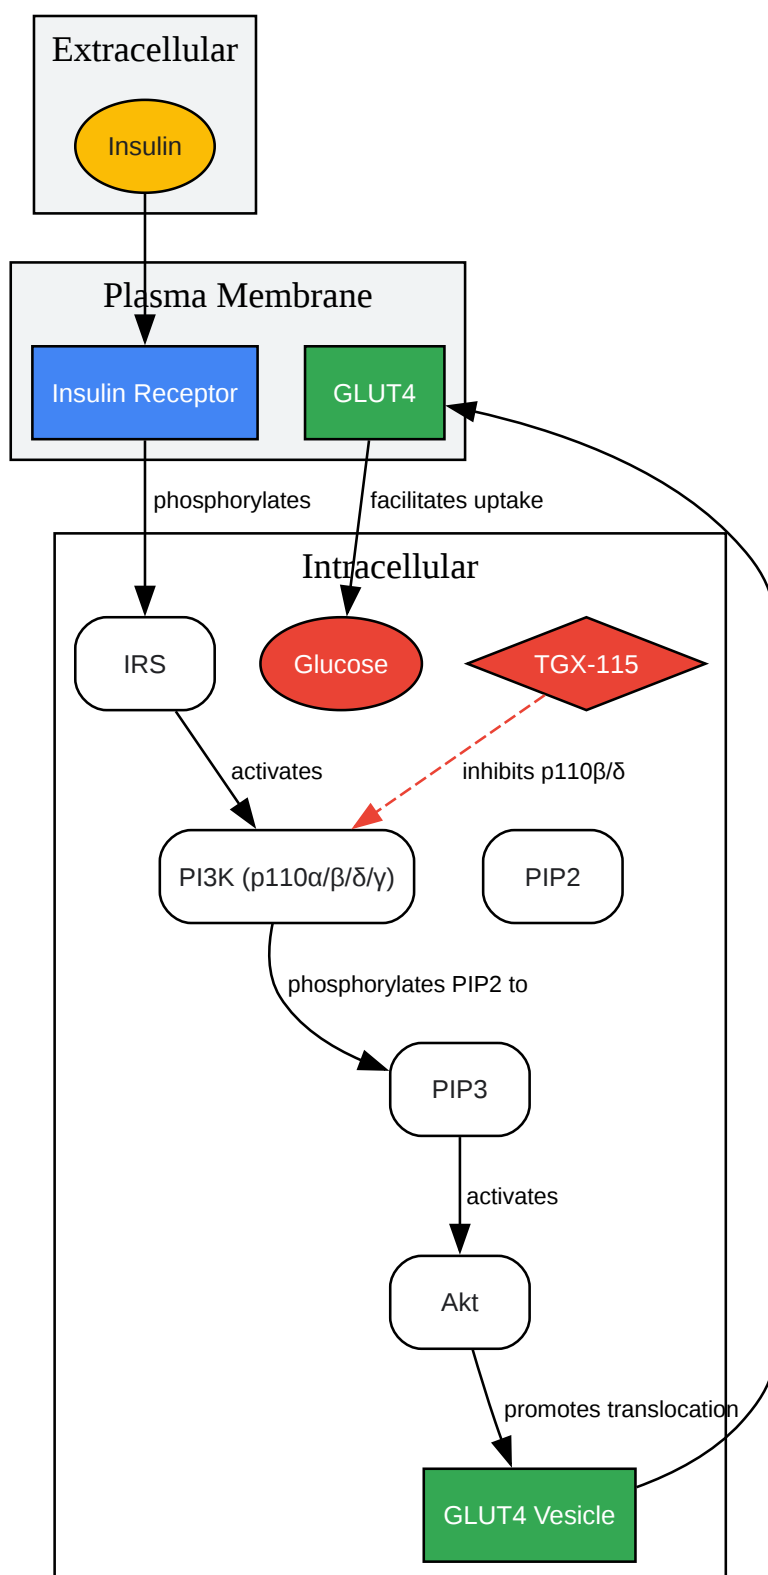 Extracellular
Insulin
Plasma Membrane
Insulin Receptor
GLUT4
phosphorylates
facilitates uptake
Intracellular
IRS
Glucose
TGX-115
activates
inhibits p110β/δ
PI3K (p110α/β/δ/γ)
PIP2
phosphorylates PIP2 to
PIP3
activates
Akt
promotes translocation
GLUT4 Vesicle